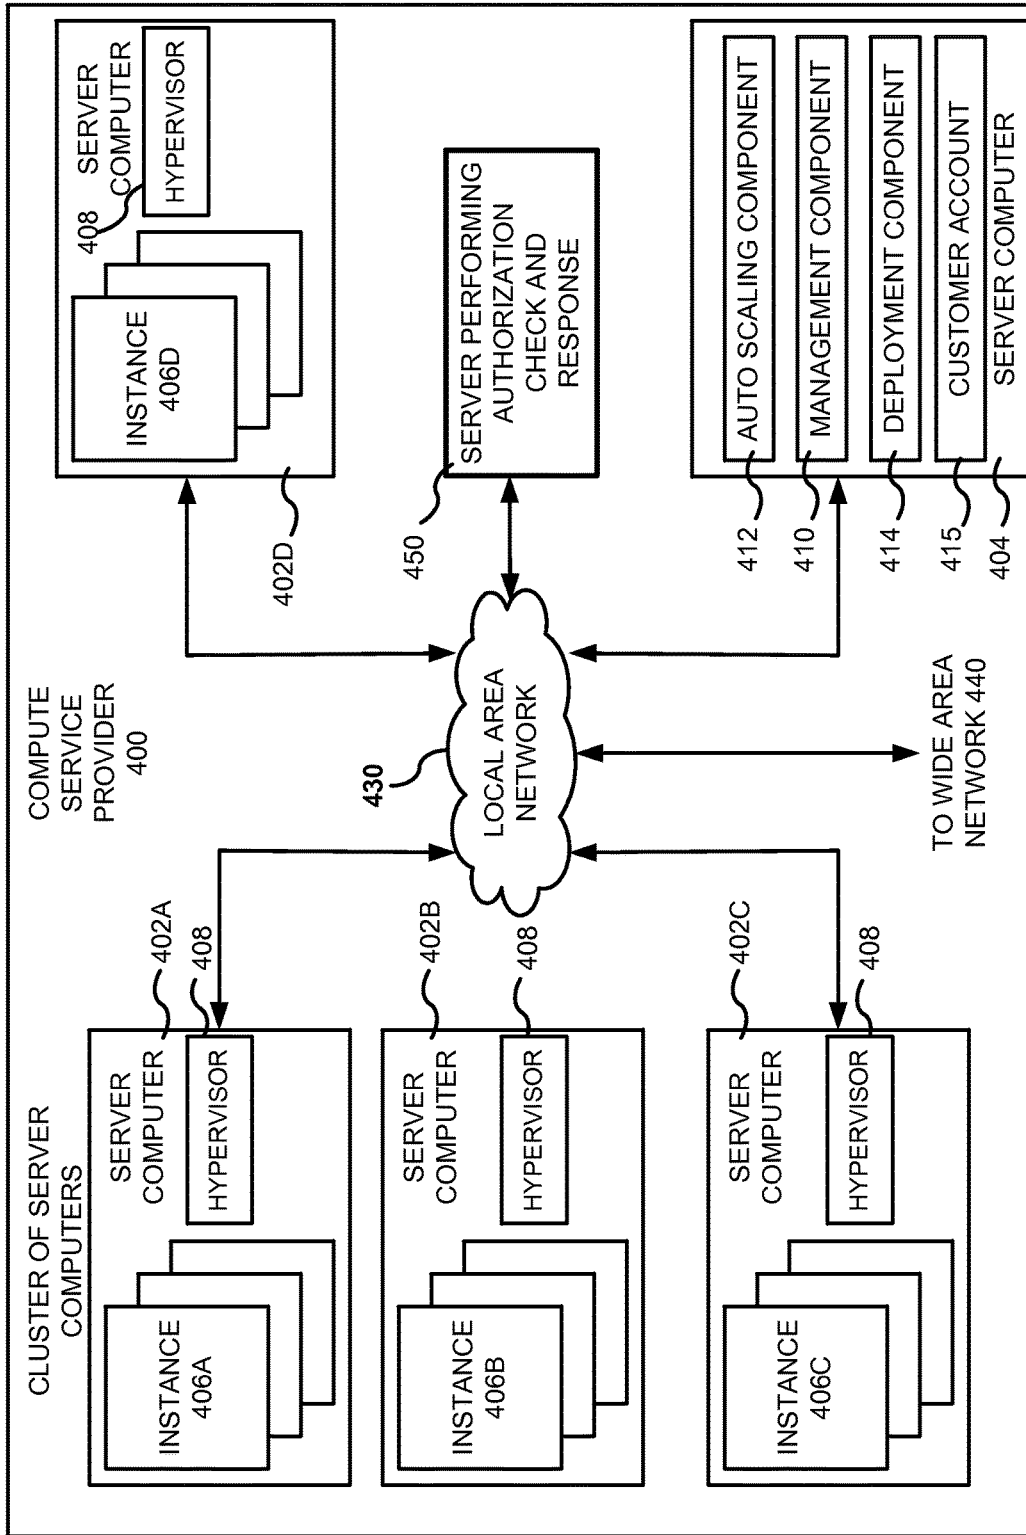 COMPUTE
SERVICE
PROVIDER
400
CLUSTER OF SERVER
COMPUTERS
SERVER
COMPUTER
402A
HYPERVISOR
408
INSTANCE
406A
SERVER
COMPUTER
402B
HYPERVISOR
408
INSTANCE
406B
SERVER
COMPUTER
402C
HYPERVISOR
408
INSTANCE
406C
430
LOCAL AREA
NETWORK
TO WIDE AREA
NETWORK 440
SERVER
COMPUTER
408
HYPERVISOR
INSTANCE
406D
402D
450
SERVER PERFORMING
AUTHORIZATION
CHECK AND
RESPONSE
412
AUTO SCALING COMPONENT
410
MANAGEMENT COMPONENT
414
DEPLOYMENT COMPONENT
415
CUSTOMER ACCOUNT
404
SERVER COMPUTER